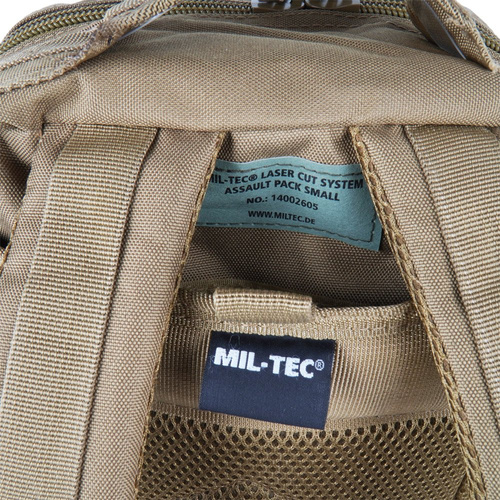 MIL-TEC® LASER CUT SYSTEM
ASSAULT PACK SMALL
NO.: 14002605
WWW.MILTEC.DE
MIL-TEC®